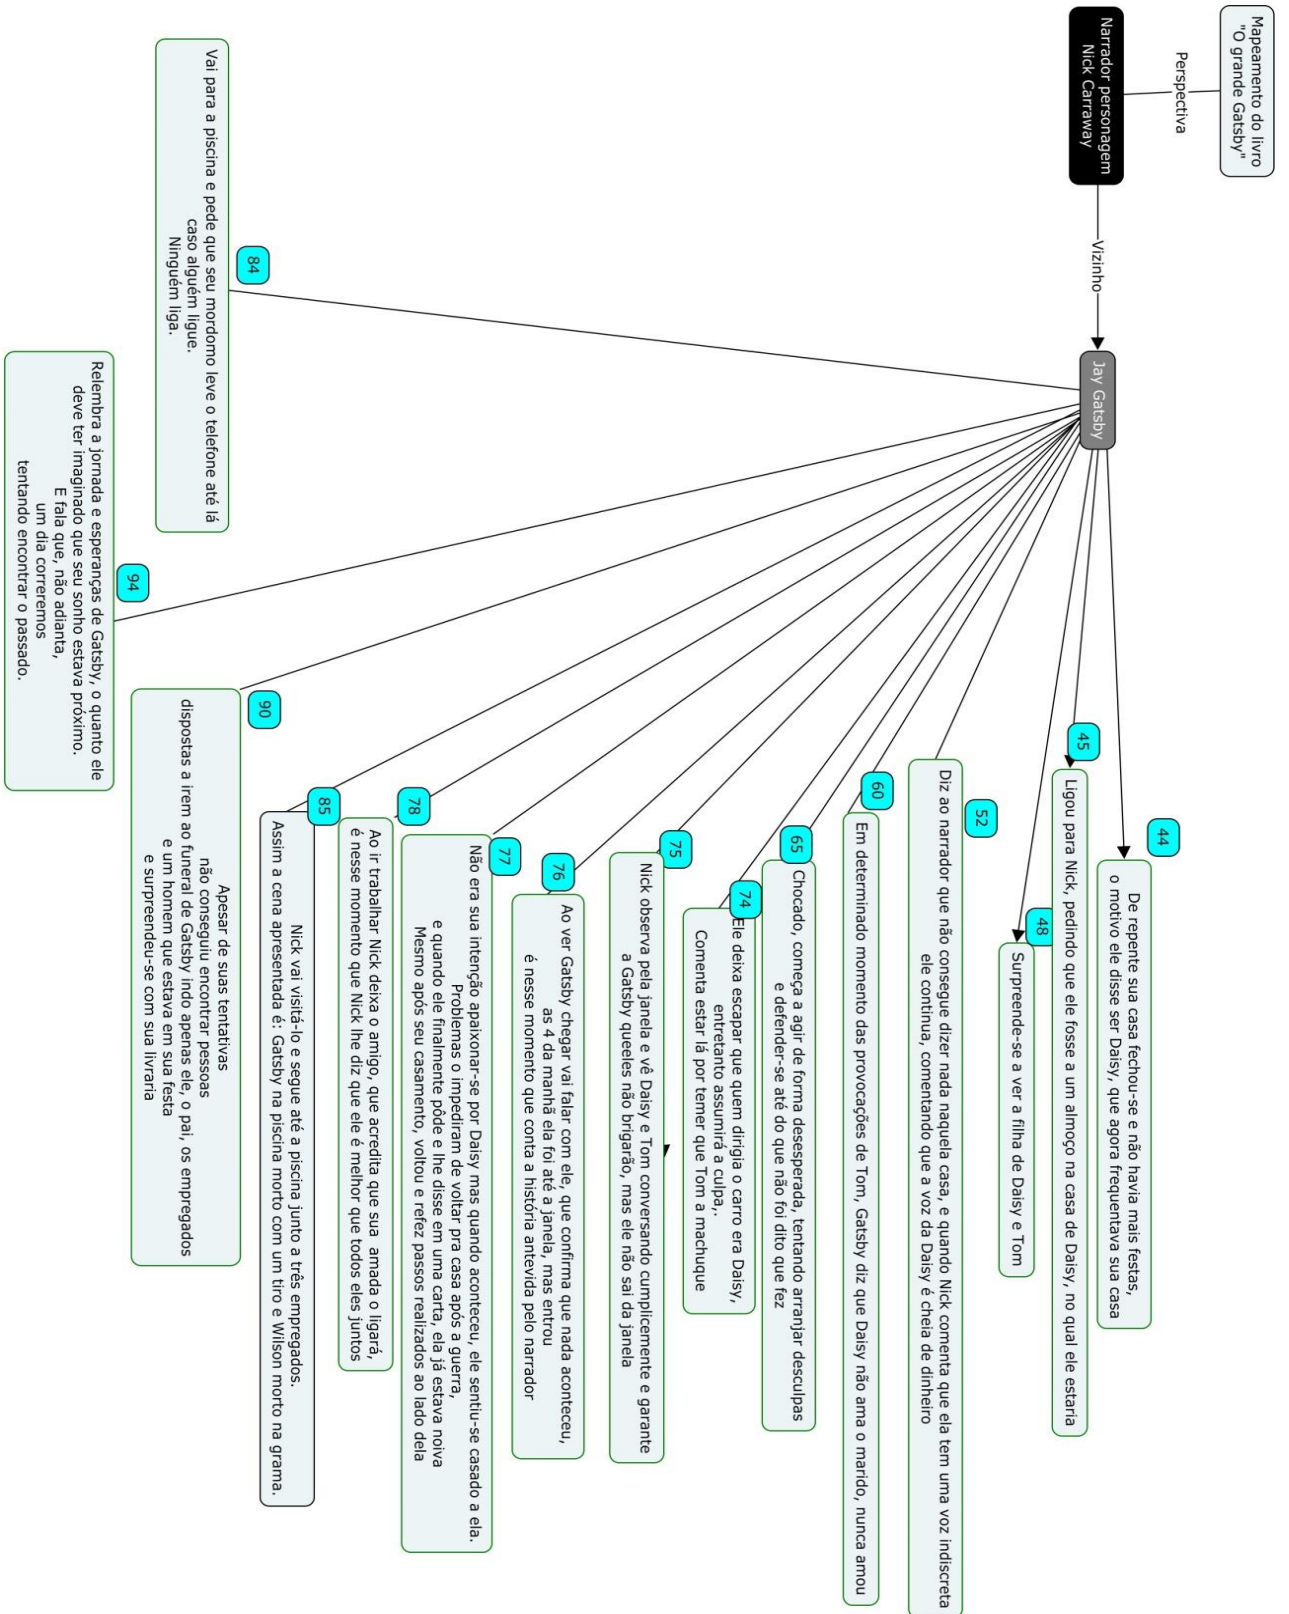 Mapeamento do livro
"O grande Gatsby"
Perspectiva
Narrador personagem
Nick Carraway
Vizinho
Jay Gatsby
44
De repente sua casa fechou-se e não havia mais festas,
o motivo ele disse ser Daisy, que agora frequentava sua casa
45
Ligou para Nick, pedindo que ele fosse a um almoço na casa de Daisy, no qual ele estaria
48
Surpreende-se a ver a filha de Daisy e Tom
52
Diz ao narrador que não consegue dizer nada naquela casa, e quando Nick comenta que ela tem uma voz indiscreta
ele continua, comentando que a voz da Daisy é cheia de dinheiro
60
Em determinado momento das provocações de Tom, Gatsby diz que Daisy não ama o marido, nunca amou
65
Chocado, começa a agir de forma desesperada, tentando arranjar desculpas
e defender-se até do que não foi dito que fez
74
Ele deixa escapar que quem dirigia o carro era Daisy,
entretanto assumirá a culpa,.
Comenta estar lá por temer que Tom a machuque
75
Nick observa pela janela e vê Daisy e Tom conversando cumplicemente e garante
a Gatsby queeles não brigarão, mas ele não sai da janela
76
Ao ver Gatsby chegar vai falar com ele, que confirma que nada aconteceu,
as 4 da manhã ela foi até a janela, mas entrou
é nesse momento que conta a história antevida pelo narrador
77
Não era sua intenção apaixonar-se por Daisy mas quando aconteceu, ele sentiu-se casado a ela.
Problemas o impediram de voltar pra casa após a guerra,
e quando ele finalmente pôde e lhe disse em uma carta, ela já estava noiva
Mesmo após seu casamento, voltou e refez passos realizados ao lado dela
78
Ao ir trabalhar Nick deixa o amigo, que acredita que sua amada o ligará,
é nesse momento que Nick lhe diz que ele é melhor que todos eles juntos
85
Nick vai visitá-lo e segue até a piscina junto a três empregados.
Assim a cena apresentada é: Gatsby na piscina morto com um tiro e Wilson morto na grama.
90
Apesar de suas tentativas
não conseguiu encontrar pessoas
dispostas a irem ao funeral de Gatsby indo apenas ele, o pai, os empregados
e um homem que estava em sua festa
e surpreendeu-se com sua livraria
84
Vai para a piscina e pede que seu mordomo leve o telefone até lá
caso alguém ligue.
Ninguém liga.
94
Relembra a jornada e esperanças de Gatsby, o quanto ele
deve ter imaginado que seu sonho estava próximo.
E fala que, não adianta,
um dia correremos
tentando encontrar o passado.